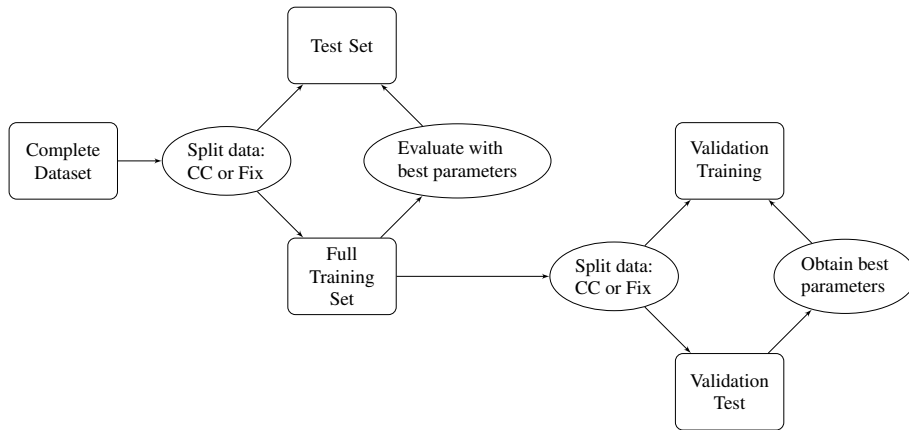 Test Set
Complete
Dataset
Split data:
CC or Fix
Evaluate with
best parameters
Full
Training
Set
Validation
Training
Split data:
CC or Fix
Obtain best
parameters
Validation
Test